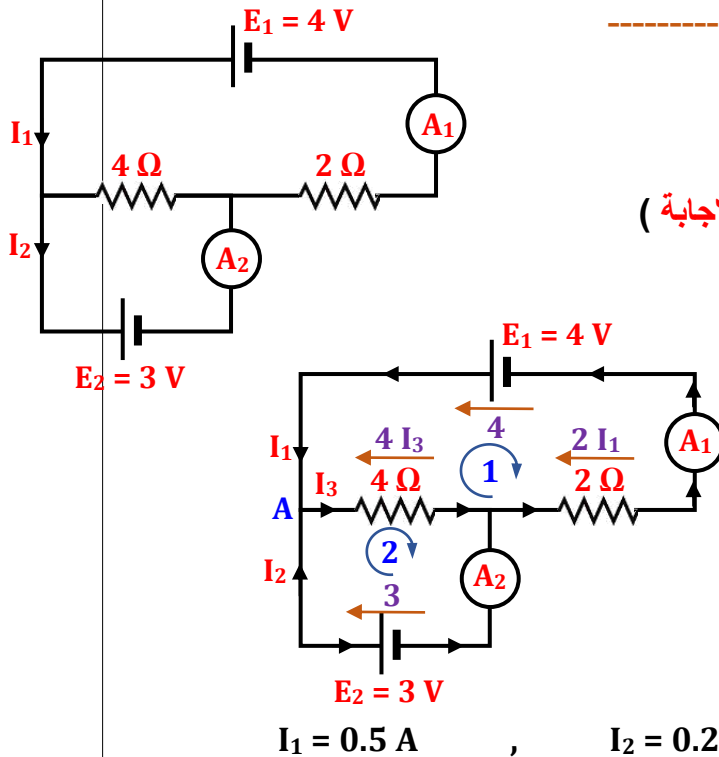 E₁ = 4 V
I₁
A₁
4 Ω
2 Ω
I₂
A₂
E₂ = 3 V
E₁ = 4 V
4
I₁
4 I₃
1
2 I₁
A₁
I₃
4 Ω
2 Ω
A
2
I₂
A₂
3
E₂ = 3 V
I₁ = 0.5 A , I₂ = 0.2